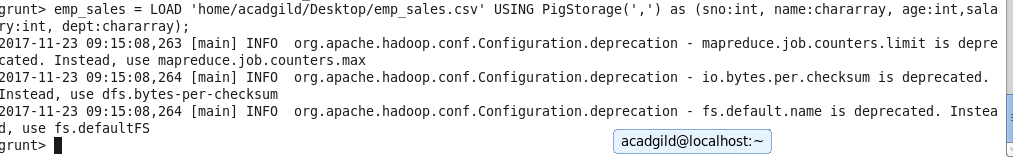 grunt> emp_sales = LOAD 'home/acadgild/Desktop/emp_sales.csv' USING PigStorage(',') as (sno:int, name:chararray, age:int,sala
ry:int, dept:chararray);
2017-11-23 09:15:08,263 [main] INFO  org.apache.hadoop.conf.Configuration.deprecation - mapreduce.job.counters.limit is depre
cated. Instead, use mapreduce.job.counters.max
2017-11-23 09:15:08,264 [main] INFO  org.apache.hadoop.conf.Configuration.deprecation - io.bytes.per.checksum is deprecated.
Instead, use dfs.bytes-per-checksum
2017-11-23 09:15:08,264 [main] INFO  org.apache.hadoop.conf.Configuration.deprecation - fs.default.name is deprecated. Instea
d, use fs.defaultFS
grunt>
acadgild@localhost:~